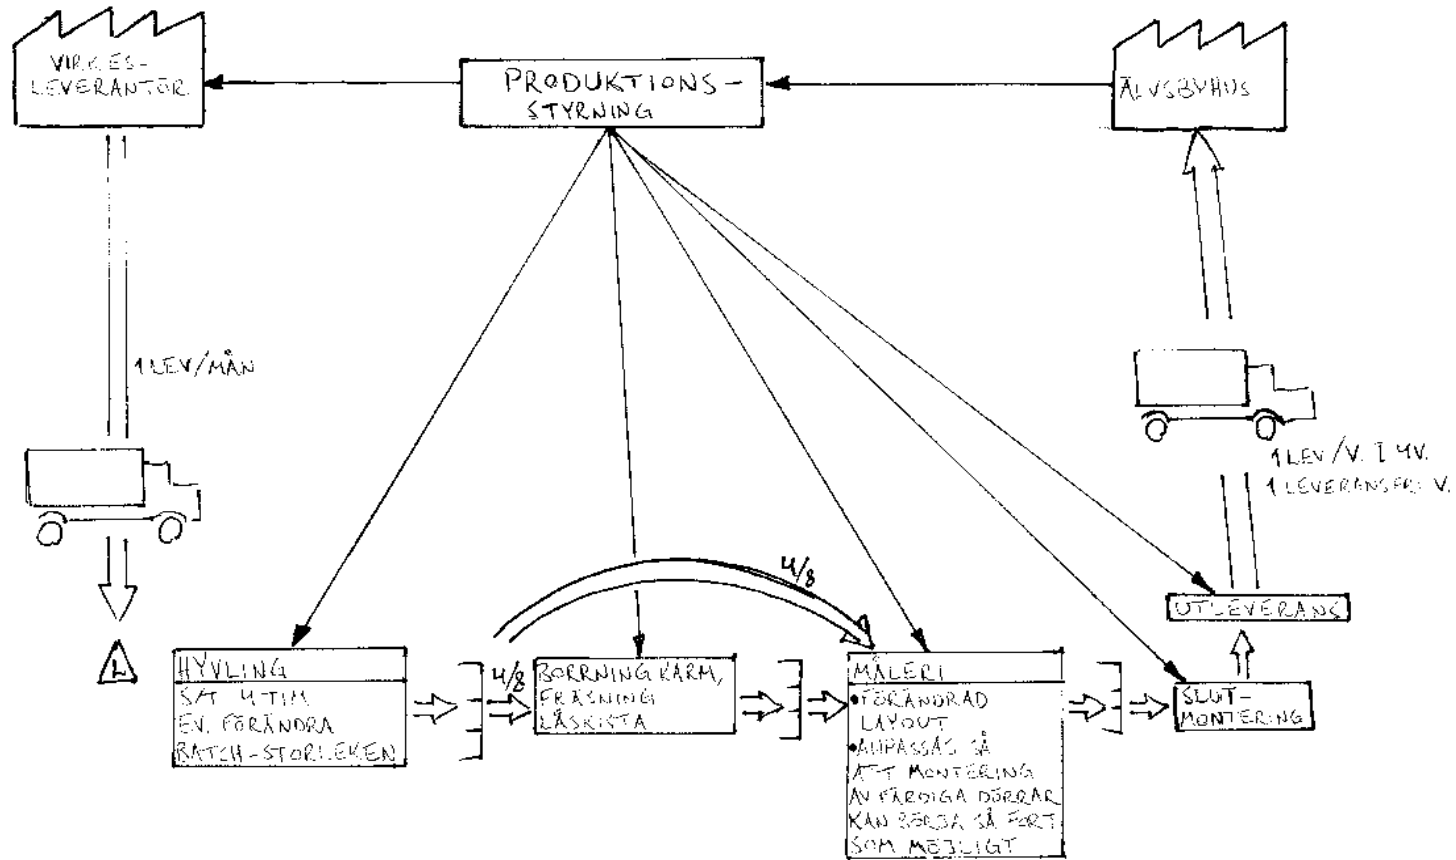 VIRKES-
LEVERANTÖR
PRODUKTIONS-
STYRNING
ÄLVSBYHUS
1 LEV/MÅN
1 LEV/V. I 4V.
1 LEVERANSFRI V.
4/8
UTLEVERANS
L
HYVLING
S/T 4 TIM
EV. FÖRÄNDRA
BATCH-STORLEKEN
4/8
BORRNING KARM,
FRÄSNING
LÅSKISTA
MÅLERI
•FÖRÄNDRAD
LAYOUT
•ANPASSAS SÅ
ATT MONTERING
AV FÄRDIGA DÖRRAR
KAN BÖRJA SÅ FORT
SOM MÖJLIGT
SLUT-
MONTERING